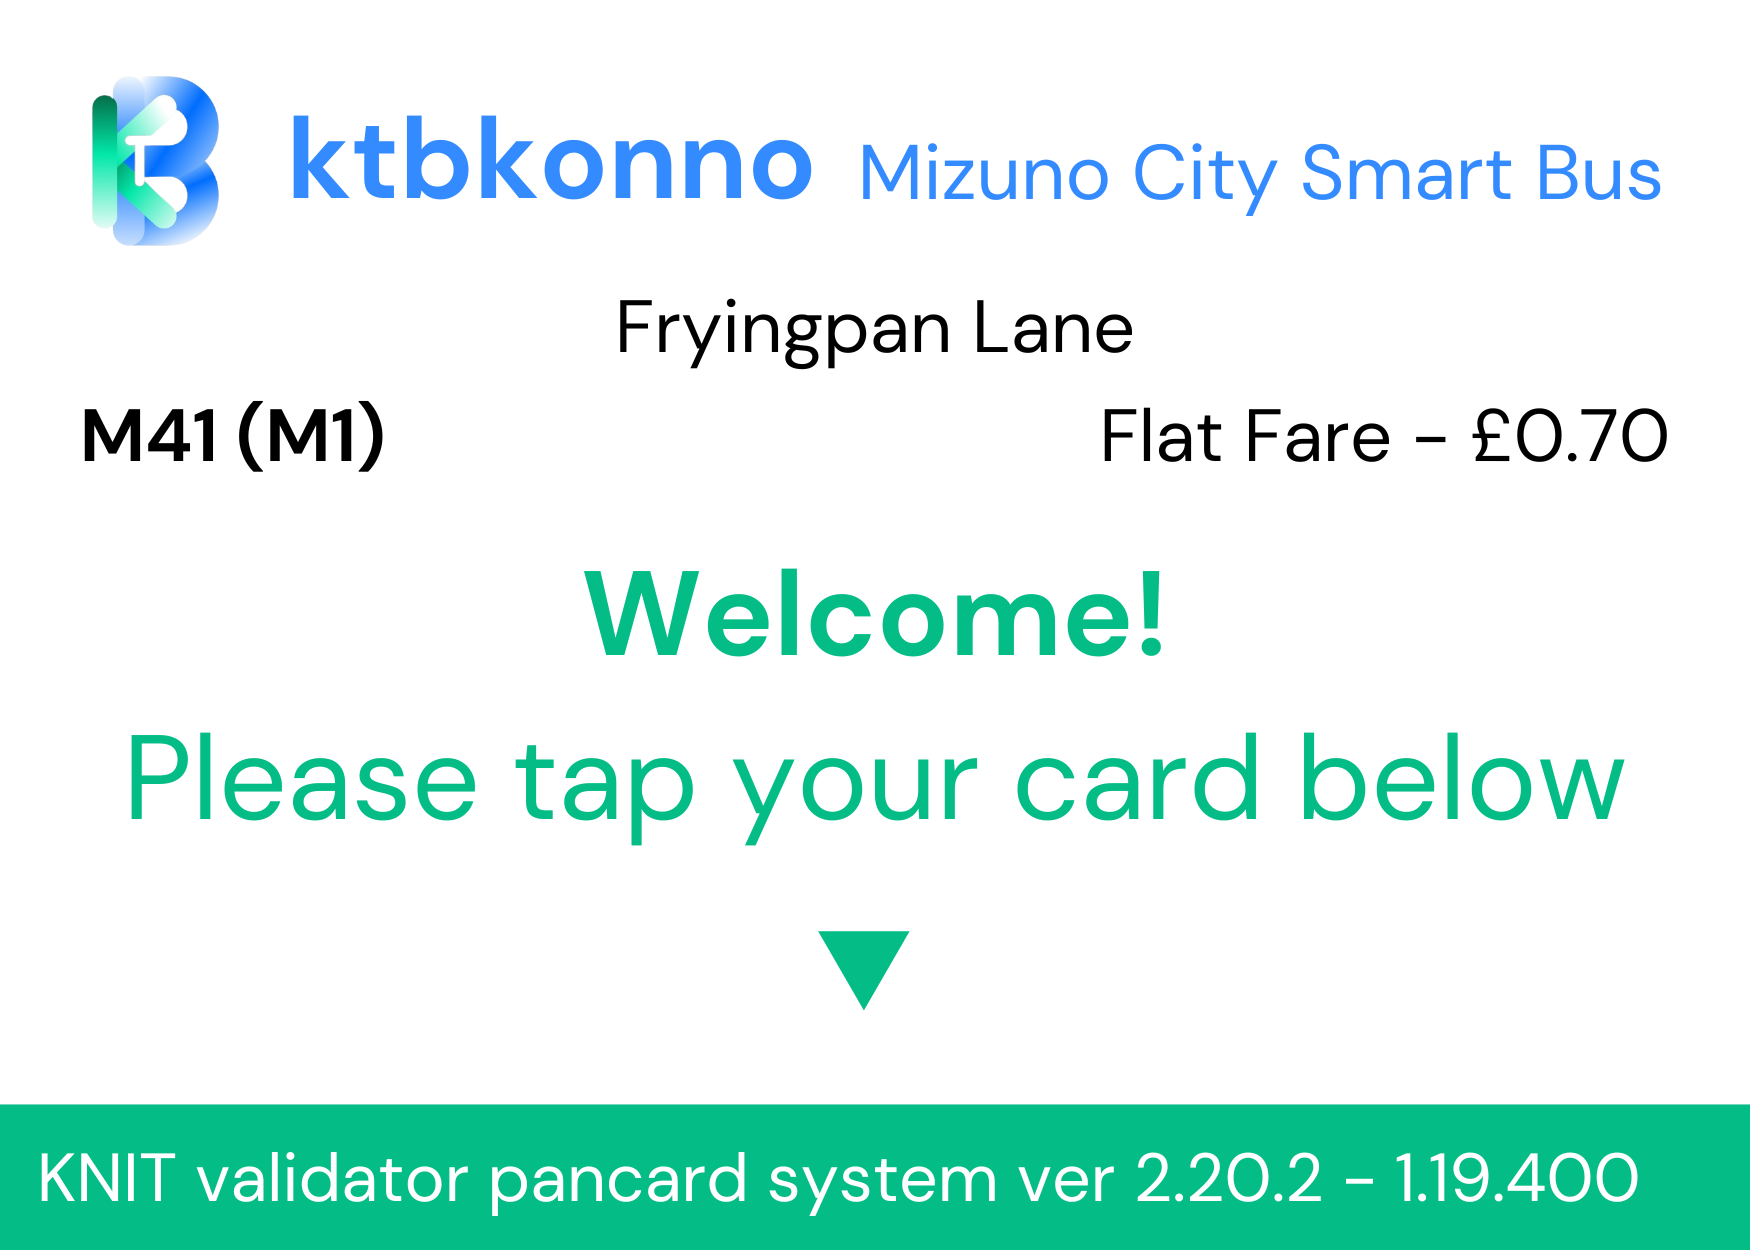 ktbkonno Mizuno City Smart Bus
Fryingpan Lane
M41 (M1) Flat Fare - £0.70
Welcome!
Please tap your card below
KNIT validator pancard system ver 2.20.2 - 1.19.400